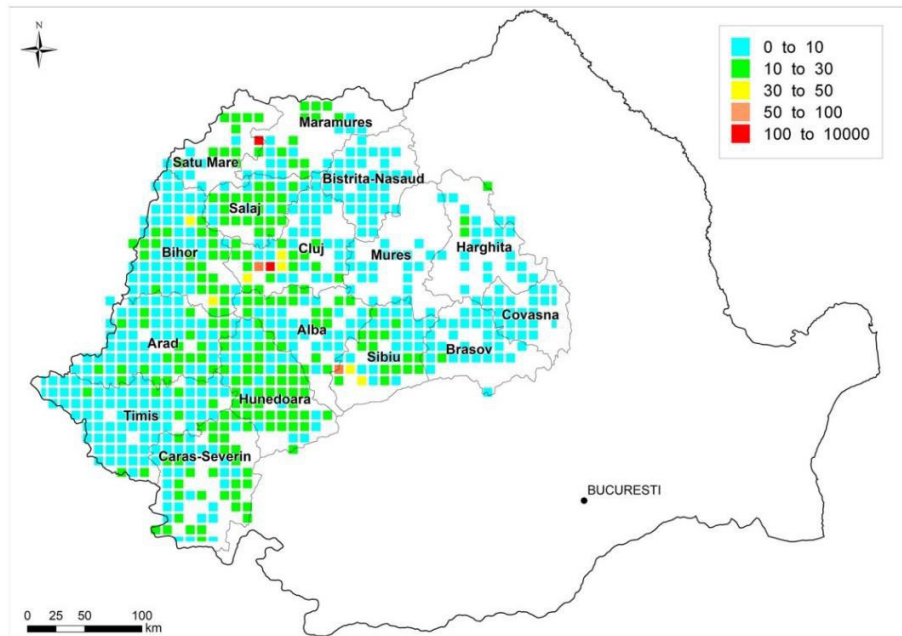 N
0 to 10
10 to 30
30 to 50
50 to 100
100 to 10000
Maramures
Satu Mare
Bistrita-Nasaud
Salaj
Bihor
Cluj
Mures
Harghita
Covasna
Alba
Arad
Sibiu
Brasov
Hunedoara
Timis
Caras-Severin
BUCURESTI
0 25 50 100
km